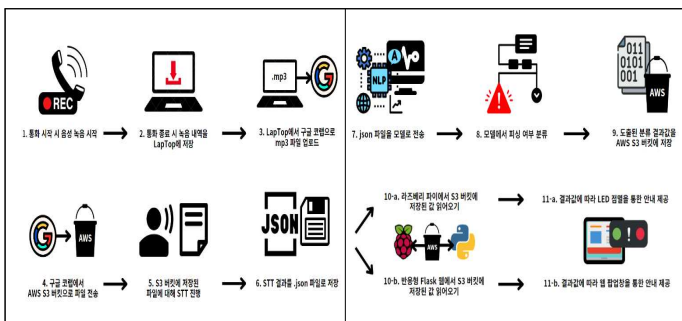 REC
.mp3
1. 통화 시작 시 음성 녹음 시작
2. 통화 종료 시 녹음 내역을
LapTop에 저장
3. LapTop에서 구글 코랩으로
mp3 파일 업로드
AWS
4. 구글 코랩에서
AWS S3 버킷으로 파일 전송
5. S3 버킷에 저장된
파일에 대해 STT 진행
JSON
6. STT 결과를 .json 파일로 저장
A
NLP
7. json 파일을 모델로 전송
8. 모델에서 피싱 여부 분류
011
0101
001
AWS
9. 도출된 분류 결과값을
AWS S3 버킷에 저장
10-a. 라즈베리 파이에서 S3 버킷에
저장된 값 읽어오기
11-a. 결과값에 따라 LED 점멸을 통한 안내 제공
AWS
10-b. 반응형 Flask 웹에서 S3 버킷에
저장된 값 읽어오기
11-b. 결과값에 따라 웹 팝업창을 통한 안내 제공